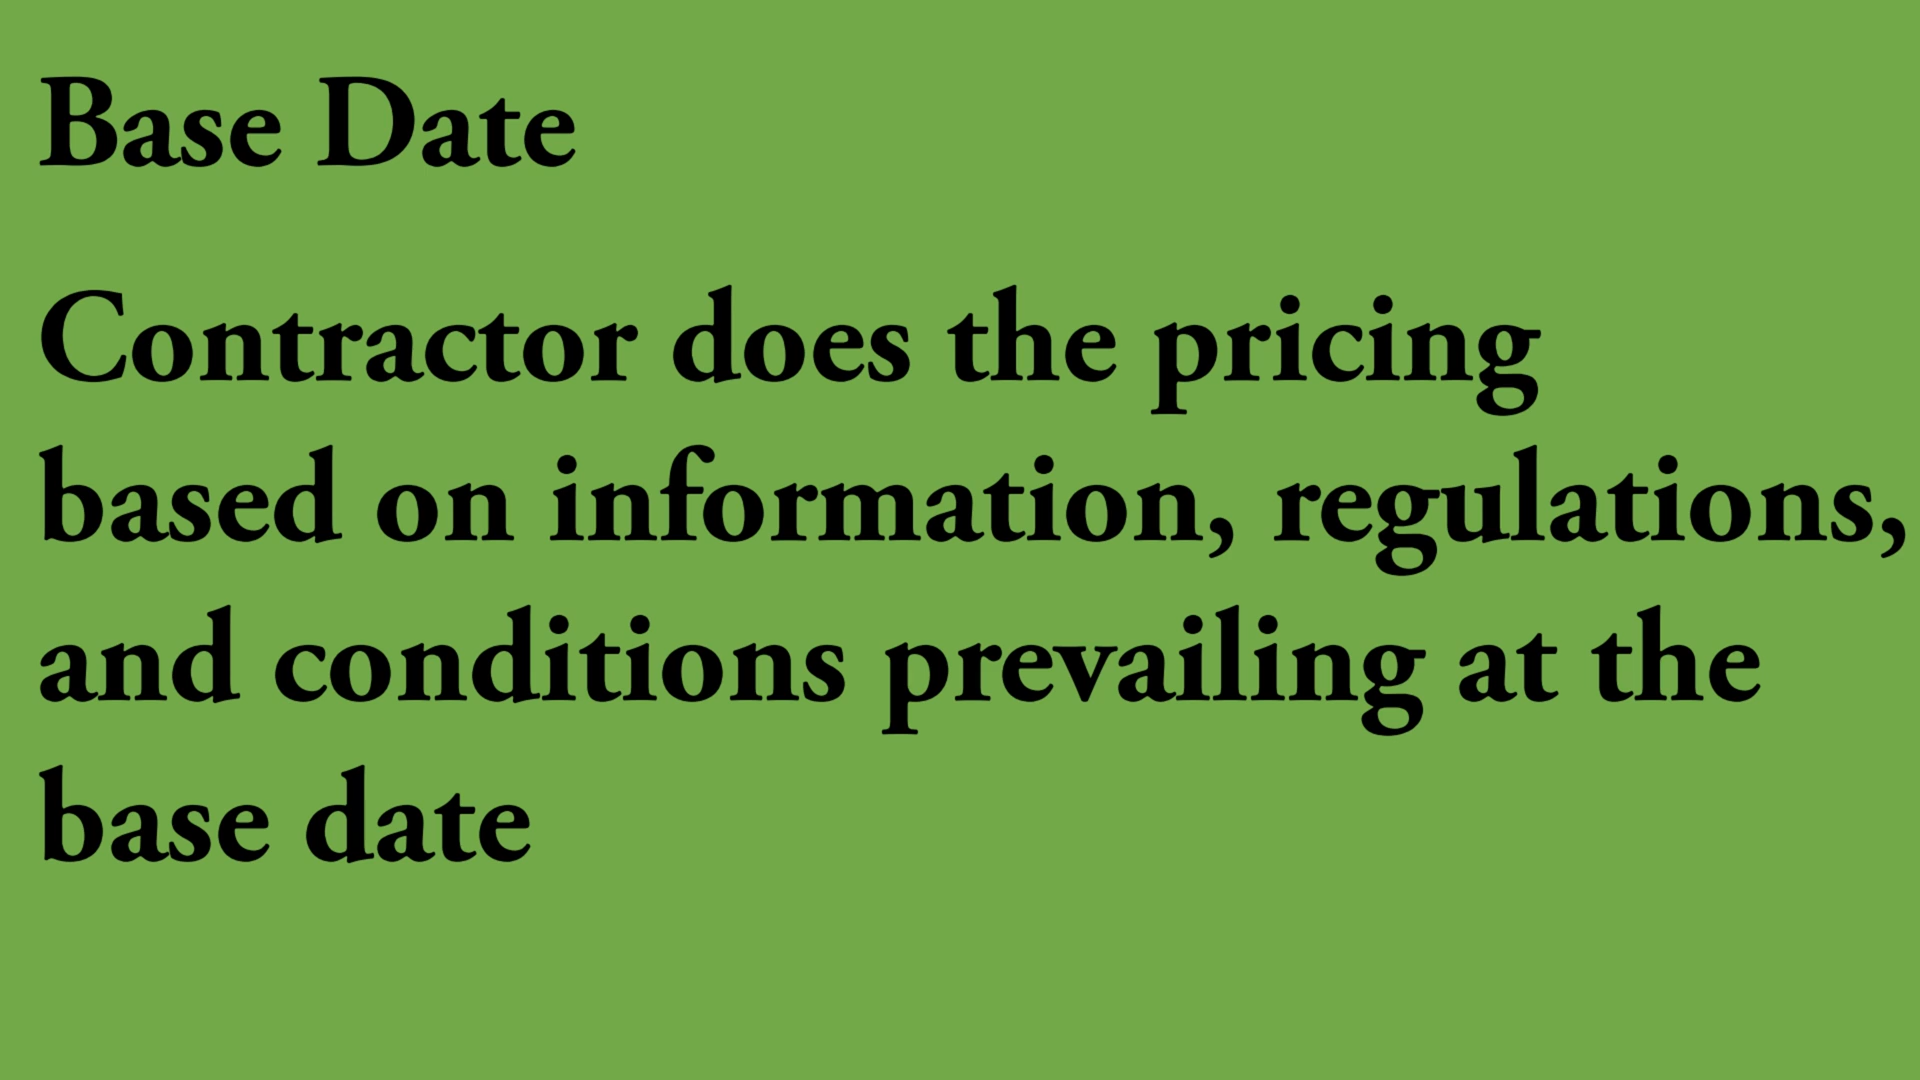 Base Date
Contractor does the pricing
based on information, regulations,
and conditions prevailing at the
base date